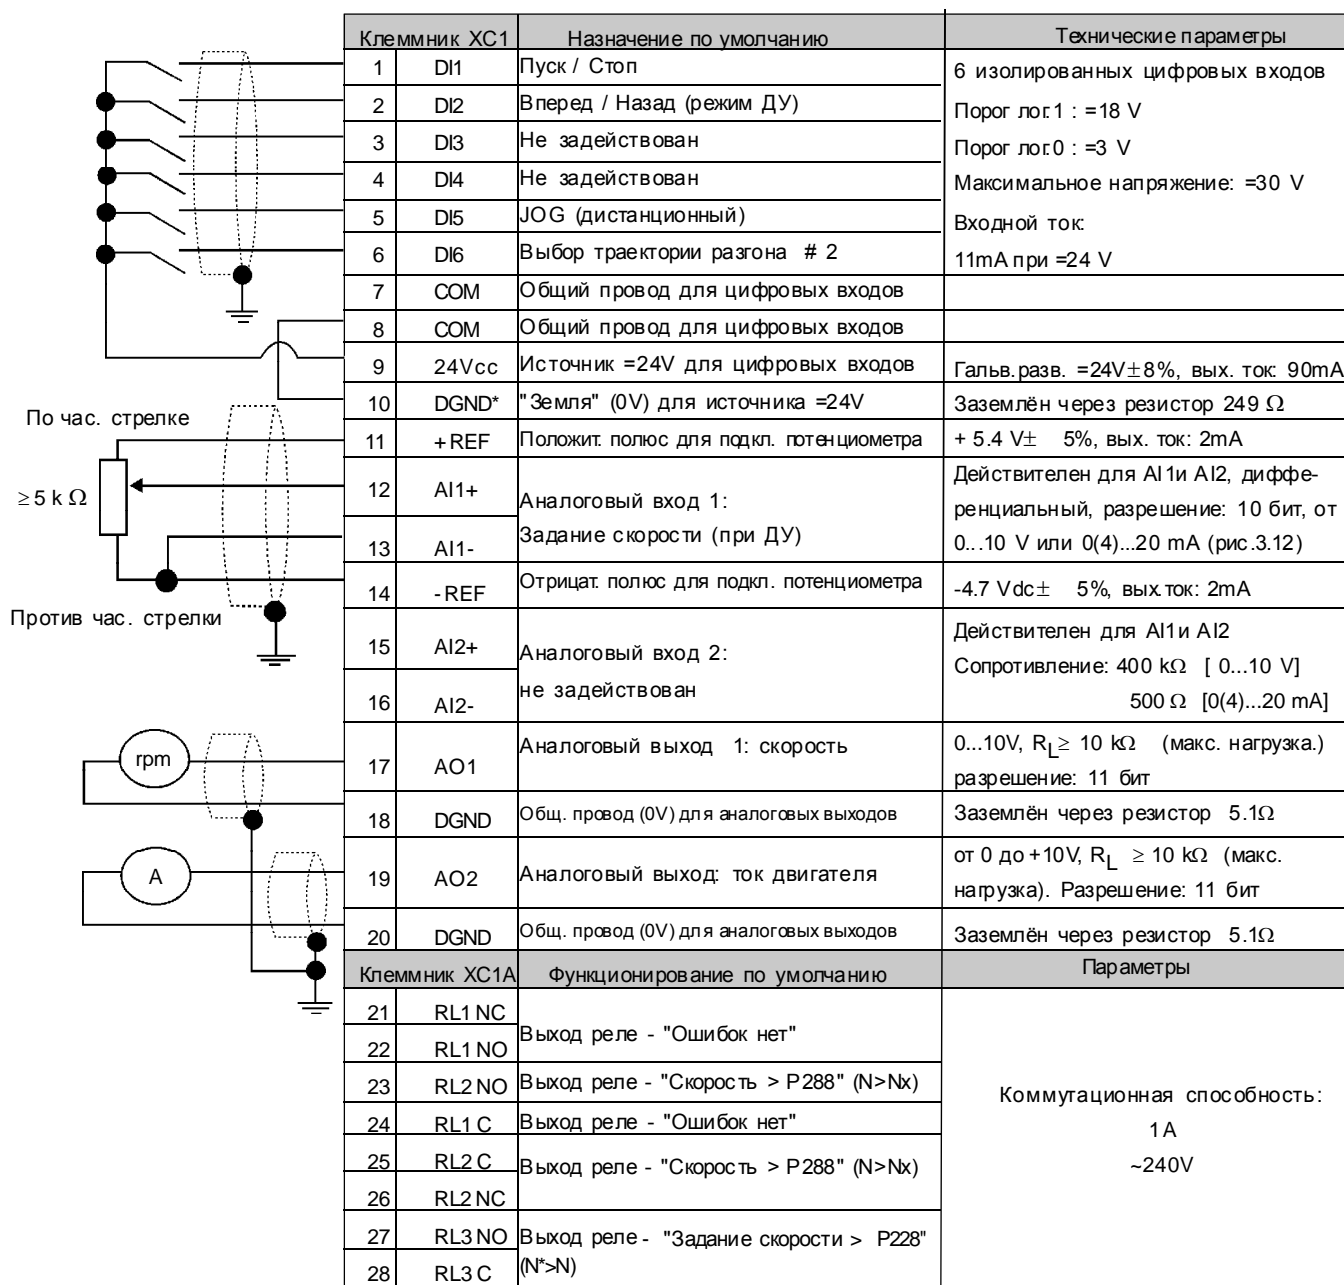 Клеммник XC1 Назначение по умолчанию Технические параметры
1 DI1 Пуск / Стоп 6 изолированных цифровых входов
2 DI2 Вперед / Назад (режим ДУ) Порог лог.1 : =18 V
3 DI3 Не задействован Порог лог.0 : =3 V
4 DI4 Не задействован Максимальное напряжение: =30 V
5 DI5 JOG (дистанционный) Входной ток:
6 DI6 Выбор траектории разгона # 2 11mA при =24 V
7 COM Общий провод для цифровых входов
8 COM Общий провод для цифровых входов
9 24Vcc Источник =24V для цифровых входов Гальв.разв. =24V±8%, вых. ток: 90mA
10 DGND* "Земля" (0V) для источника =24V Заземлён через резистор 249 Ω
По час. стрелке
11 +REF Положит. полюс для подкл. потенциометра + 5.4 V± 5%, вых. ток: 2mA
≥5 k Ω
12 AI1+ Аналоговый вход 1: Действителен для AI1и AI2, диффе-
ренциальный, разрешение: 10 бит, от
13 AI1- Задание скорости (при ДУ) 0...10 V или 0(4)...20 mA (рис.3.12)
14 -REF Отрицат. полюс для подкл. потенциометра -4.7 Vdc± 5%, вых.ток: 2mA
Против час. стрелки
15 AI2+ Аналоговый вход 2: Действителен для AI1и AI2
Сопротивление: 400 kΩ [ 0...10 V]
16 AI2- не задействован 500 Ω [0(4)...20 mA]
rpm
17 AO1 Аналоговый выход 1: скорость 0...10V, RL≥ 10 kΩ (макс. нагрузка.)
разрешение: 11 бит
18 DGND Общ. провод (0V) для аналоговых выходов Заземлён через резистор 5.1Ω
A
19 AO2 Аналоговый выход: ток двигателя от 0 до +10V, RL ≥ 10 kΩ (макс.
нагрузка). Разрешение: 11 бит
20 DGND Общ. провод (0V) для аналоговых выходов Заземлён через резистор 5.1Ω
Клеммник XC1A Функционирование по умолчанию Параметры
21 RL1 NC
Выход реле - "Ошибок нет"
22 RL1 NO
23 RL2 NO Выход реле - "Скорость > P288" (N>Nx) Коммутационная способность:
24 RL1 C Выход реле - "Ошибок нет" 1A
25 RL2 C Выход реле - "Скорость > P288" (N>Nx) ~240V
26 RL2 NC
27 RL3 NO Выход реле - "Задание скорости > P228"
28 RL3 C (N*>N)